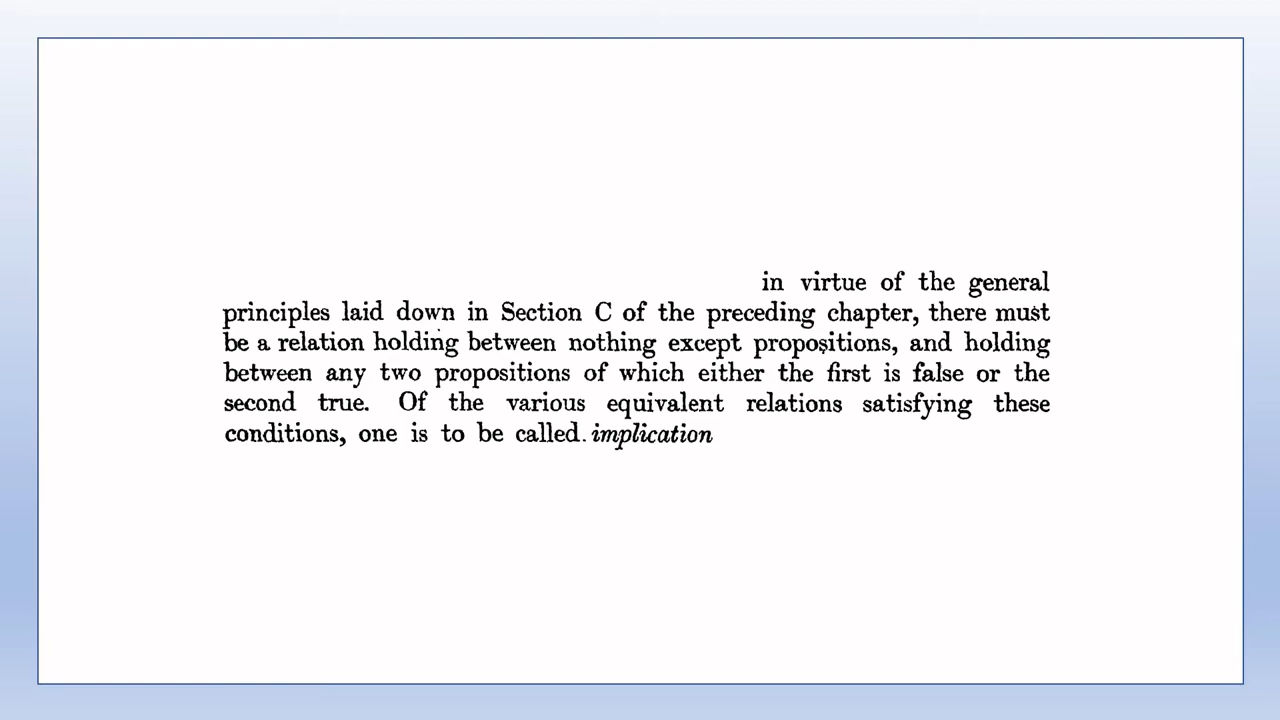 in virtue of the general
principles laid down in Section C of the preceding chapter, there must
be a relation holding between nothing except propositions, and holding
between any two propositions of which either the first is false or the
second true. Of the various equivalent relations satisfying these
conditions, one is to be called. implication